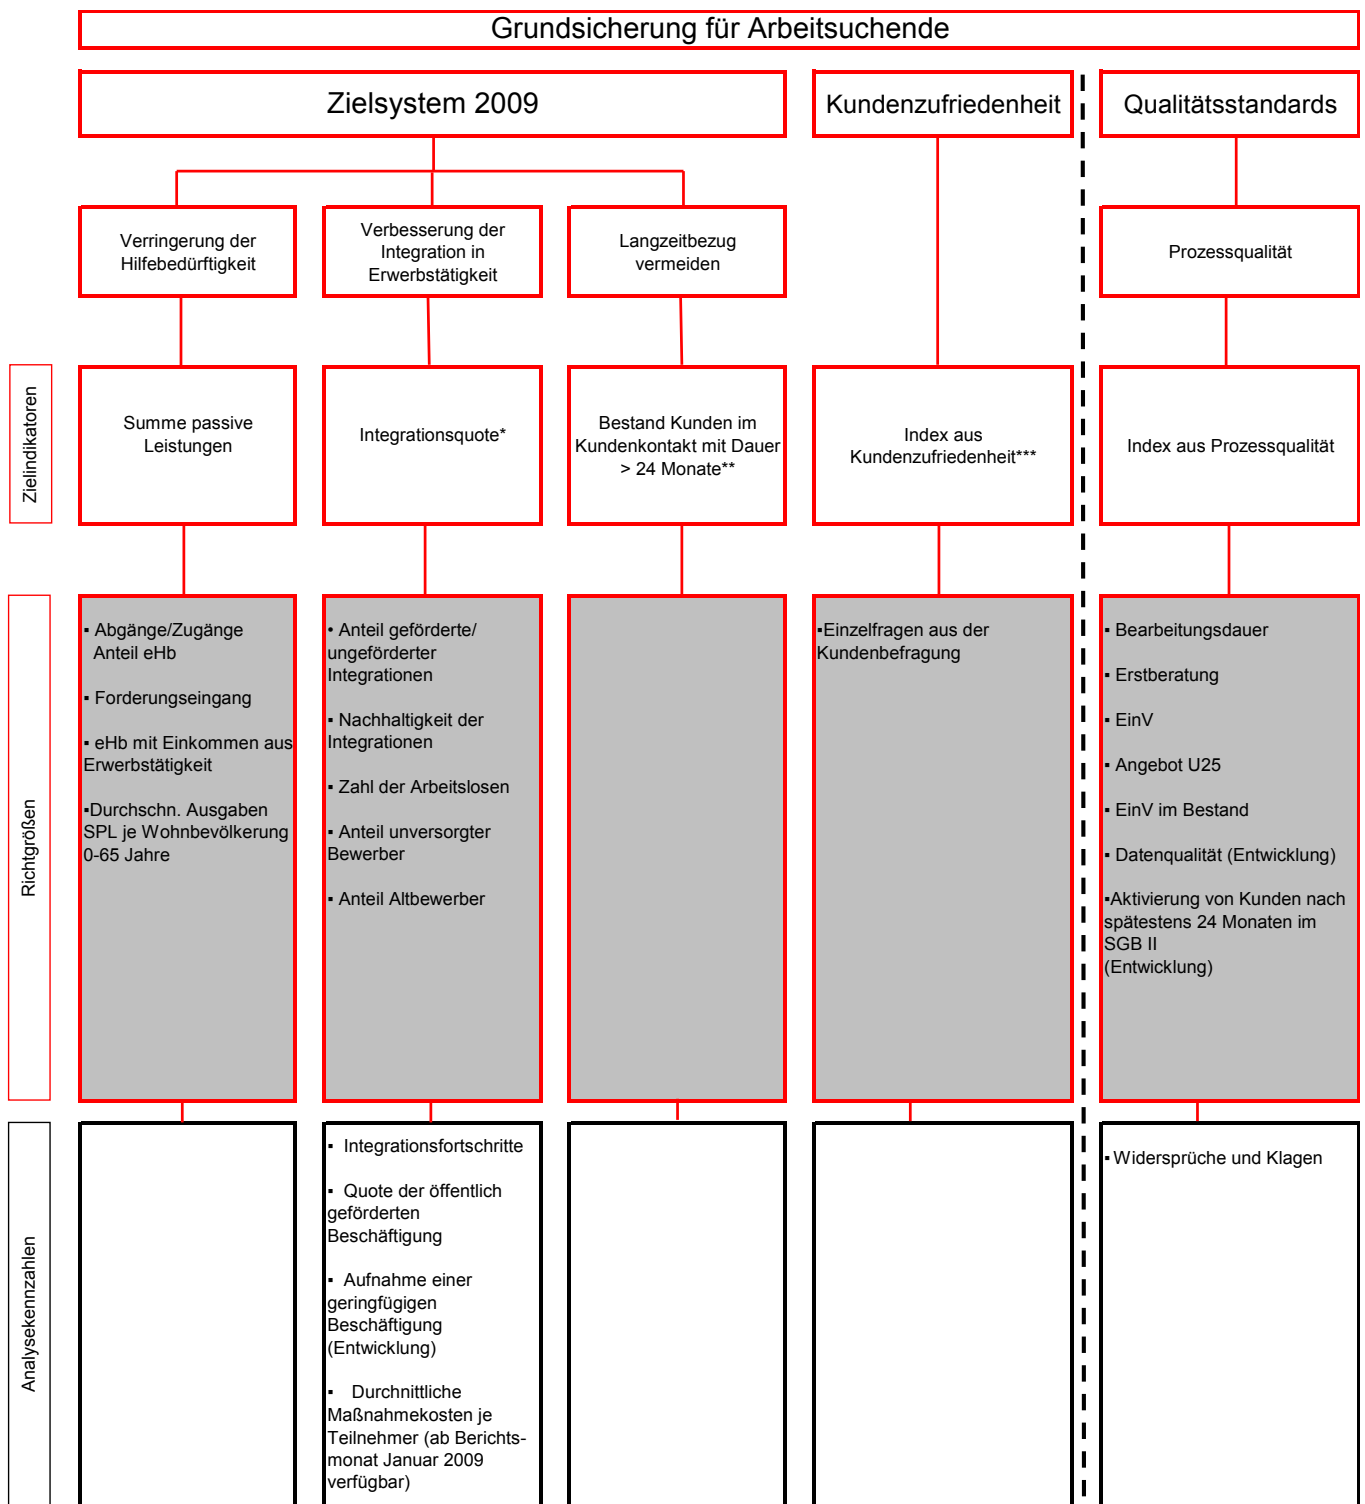 Grundsicherung für Arbeitsuchende
Zielsystem 2009
Kundenzufriedenheit
Qualitätsstandards
Verringerung der
Hilfebedürftigkeit
Verbesserung der
Integration in
Erwerbstätigkeit
Langzeitbezug
vermeiden
Prozessqualität
Zielindikatoren
Summe passive
Leistungen
Integrationsquote*
Bestand Kunden im
Kundenkontakt mit Dauer
> 24 Monate**
Index aus
Kundenzufriedenheit***
Index aus Prozessqualität
Richtgrößen
▪ Abgänge/Zugänge
Anteil eHb
▪ Forderungseingang
▪ eHb mit Einkommen aus
Erwerbstätigkeit
▪Durchschn. Ausgaben
SPL je Wohnbevölkerung
0-65 Jahre
• Anteil geförderte/
ungeförderter
Integrationen
▪ Nachhaltigkeit der
Integrationen
▪ Zahl der Arbeitslosen
▪ Anteil unversorgter
Bewerber
▪ Anteil Altbewerber
▪Einzelfragen aus der
Kundenbefragung
▪ Bearbeitungsdauer
▪ Erstberatung
▪ EinV
▪ Angebot U25
▪ EinV im Bestand
▪ Datenqualität (Entwicklung)
▪Aktivierung von Kunden nach
spätestens 24 Monaten im
SGB II
(Entwicklung)
Analysekennzahlen
▪ Integrationsfortschritte
▪ Quote der öffentlich
geförderten
Beschäftigung
▪ Aufnahme einer
geringfügigen
Beschäftigung
(Entwicklung)
▪ Durchnittliche
Maßnahmekosten je
Teilnehmer (ab Berichts-
monat Januar 2009
verfügbar)
▪Widersprüche und Klagen